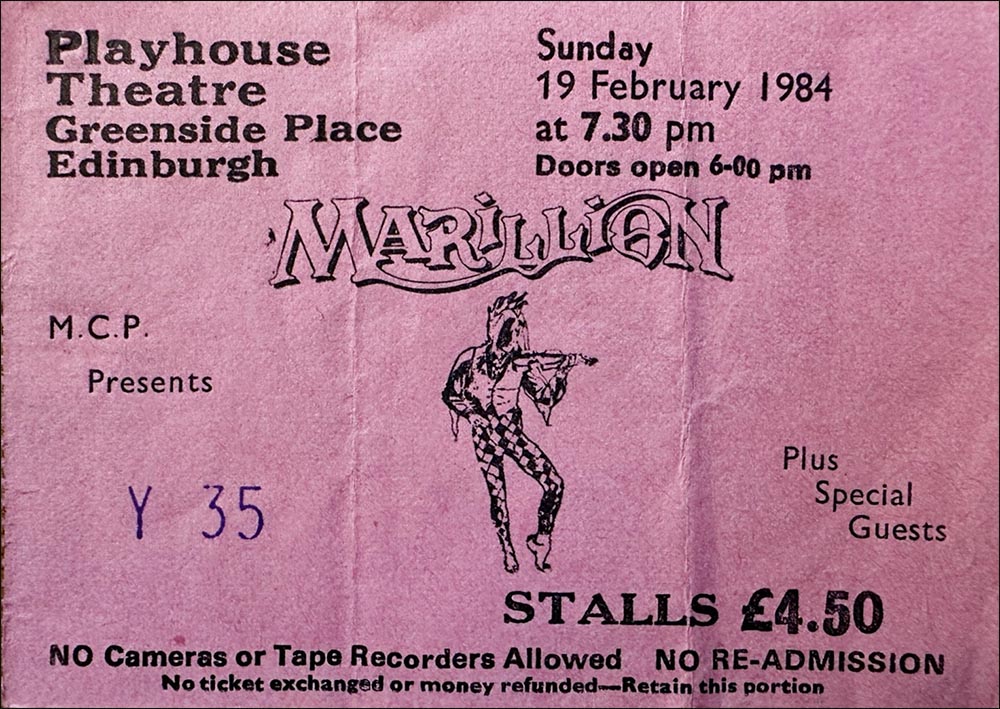 Playhouse
Theatre
Greenside Place
Edinburgh
Sunday
19 February 1984
at 7.30 pm
Doors open 6-00 pm
MARiLLiON
M.C.P.
Presents
Y 35
Plus
Special
Guests
STALLS £4.50
NO Cameras or Tape Recorders Allowed NO RE-ADMISSION
No ticket exchanged or money refunded—Retain this portion